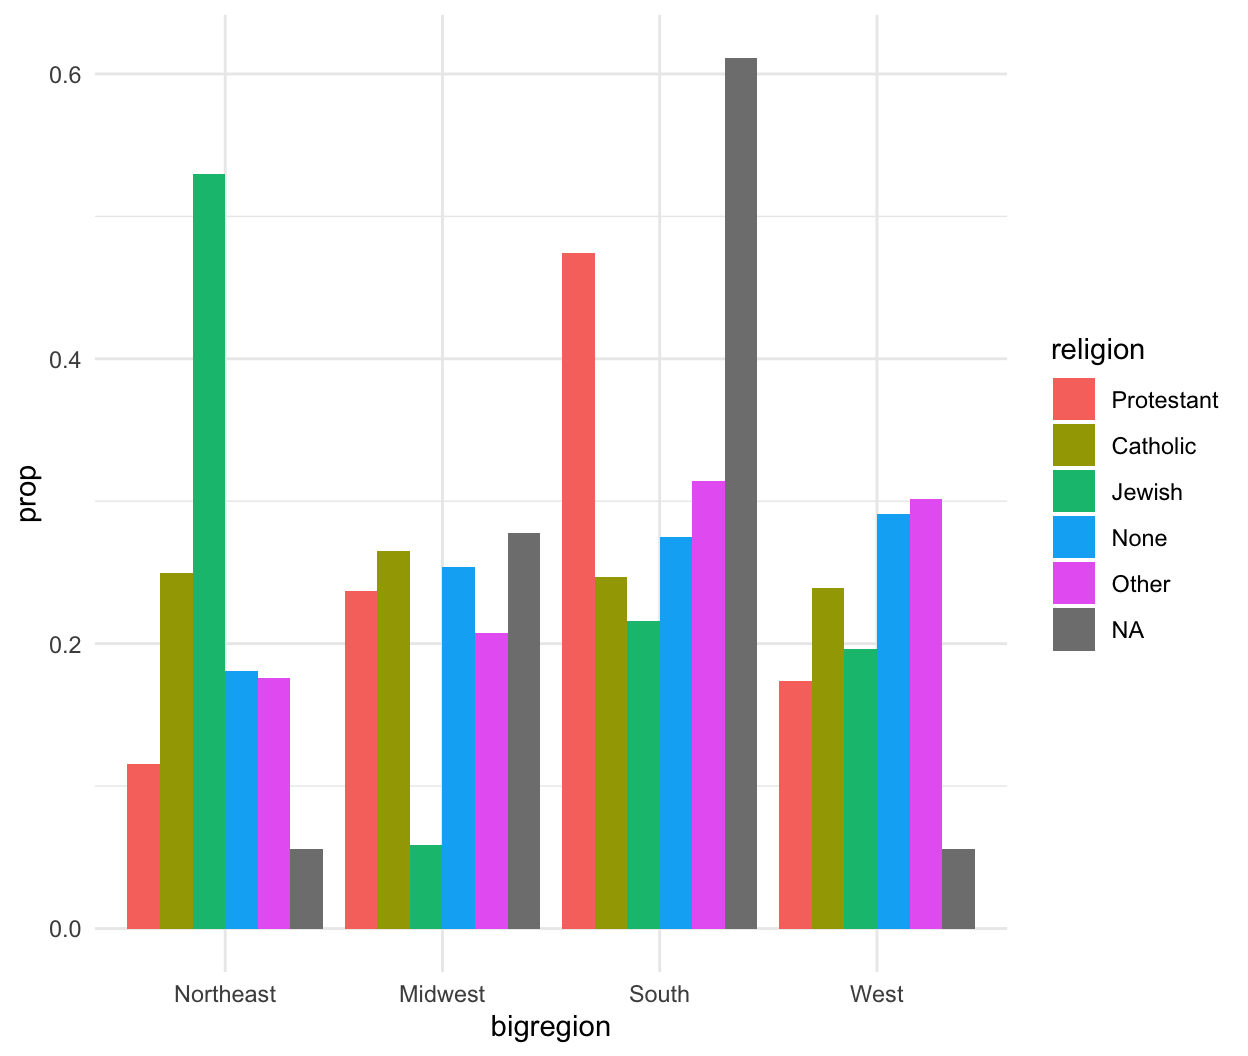 0.6
0.4
0.2
0.0
prop
Northeast
Midwest
South
West
bigregion
religion
Protestant
Catholic
Jewish
None
Other
NA